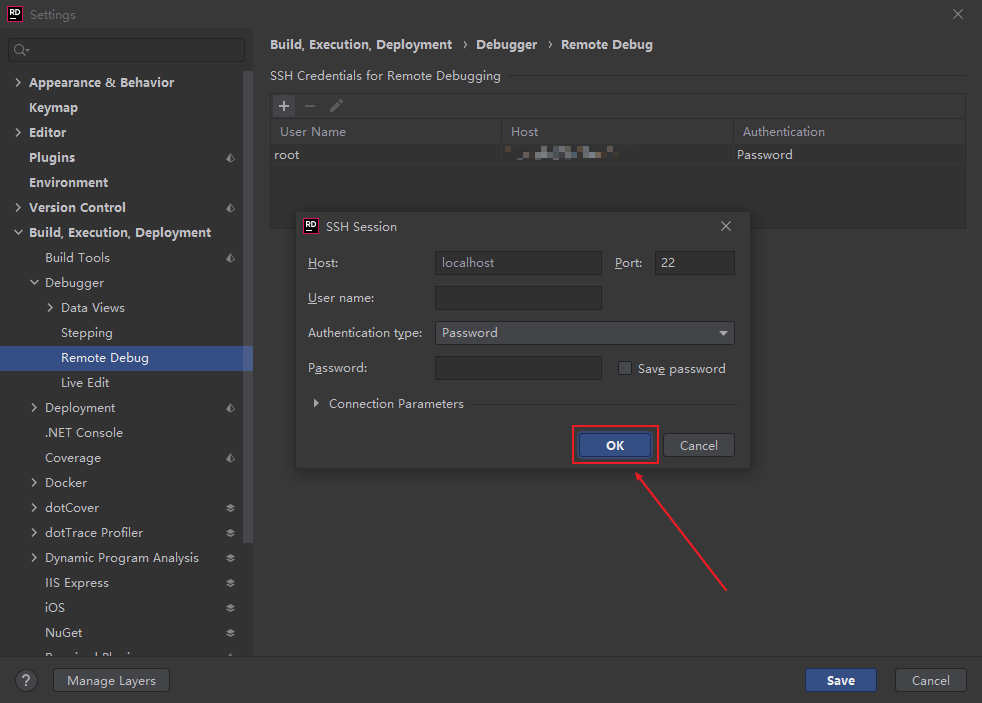 RD Settings
Build, Execution, Deployment › Debugger › Remote Debug
SSH Credentials for Remote Debugging
User Name Host Authentication
root Password
Appearance & Behavior
Keymap
Editor
Plugins
Environment
Version Control
Build, Execution, Deployment
Build Tools
Debugger
Data Views
Stepping
Remote Debug
Live Edit
Deployment
.NET Console
Coverage
Docker
dotCover
dotTrace Profiler
Dynamic Program Analysis
IIS Express
iOS
NuGet
RD SSH Session
Host: localhost Port: 22
User name:
Authentication type: Password
Password: Save password
Connection Parameters
OK Cancel
? Manage Layers Save Cancel